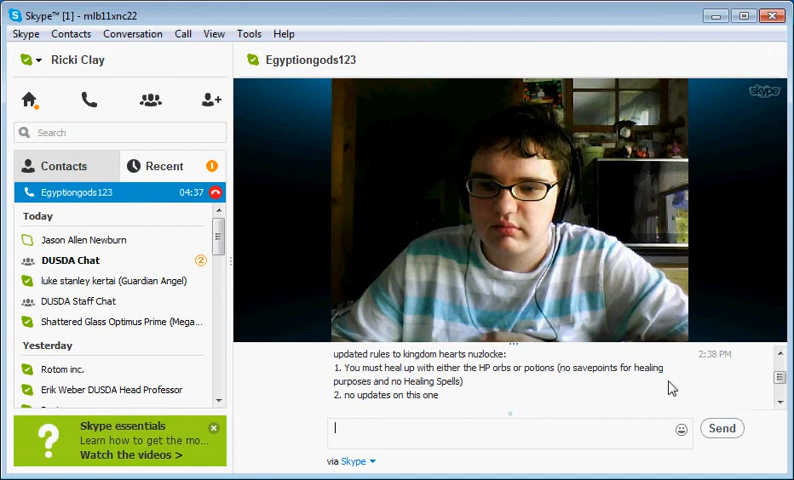 Skype™ [1] - mlb11xnc22
Skype Contacts Conversation Call View Tools Help
Ricki Clay
Egyptiongods123
skype
Search
Contacts
Recent
1
Egyptiongods123 04:37
Today
Jason Allen Newburn
DUSDA Chat
2
luke stanley kertai (Guardian Angel)
DUSDA Staff Chat
Shattered Glass Optimus Prime (Mega...
Yesterday
Rotom inc.
Erik Weber DUSDA Head Professor
updated rules to kingdom hearts nuzlocke: 2:38 PM
1. You must heal up with either the HP orbs or potions (no savepoints for healing
purposes and no Healing Spells)
2. no updates on this one
Send
via Skype
?
Skype essentials
Learn how to get the mo...
Watch the videos >